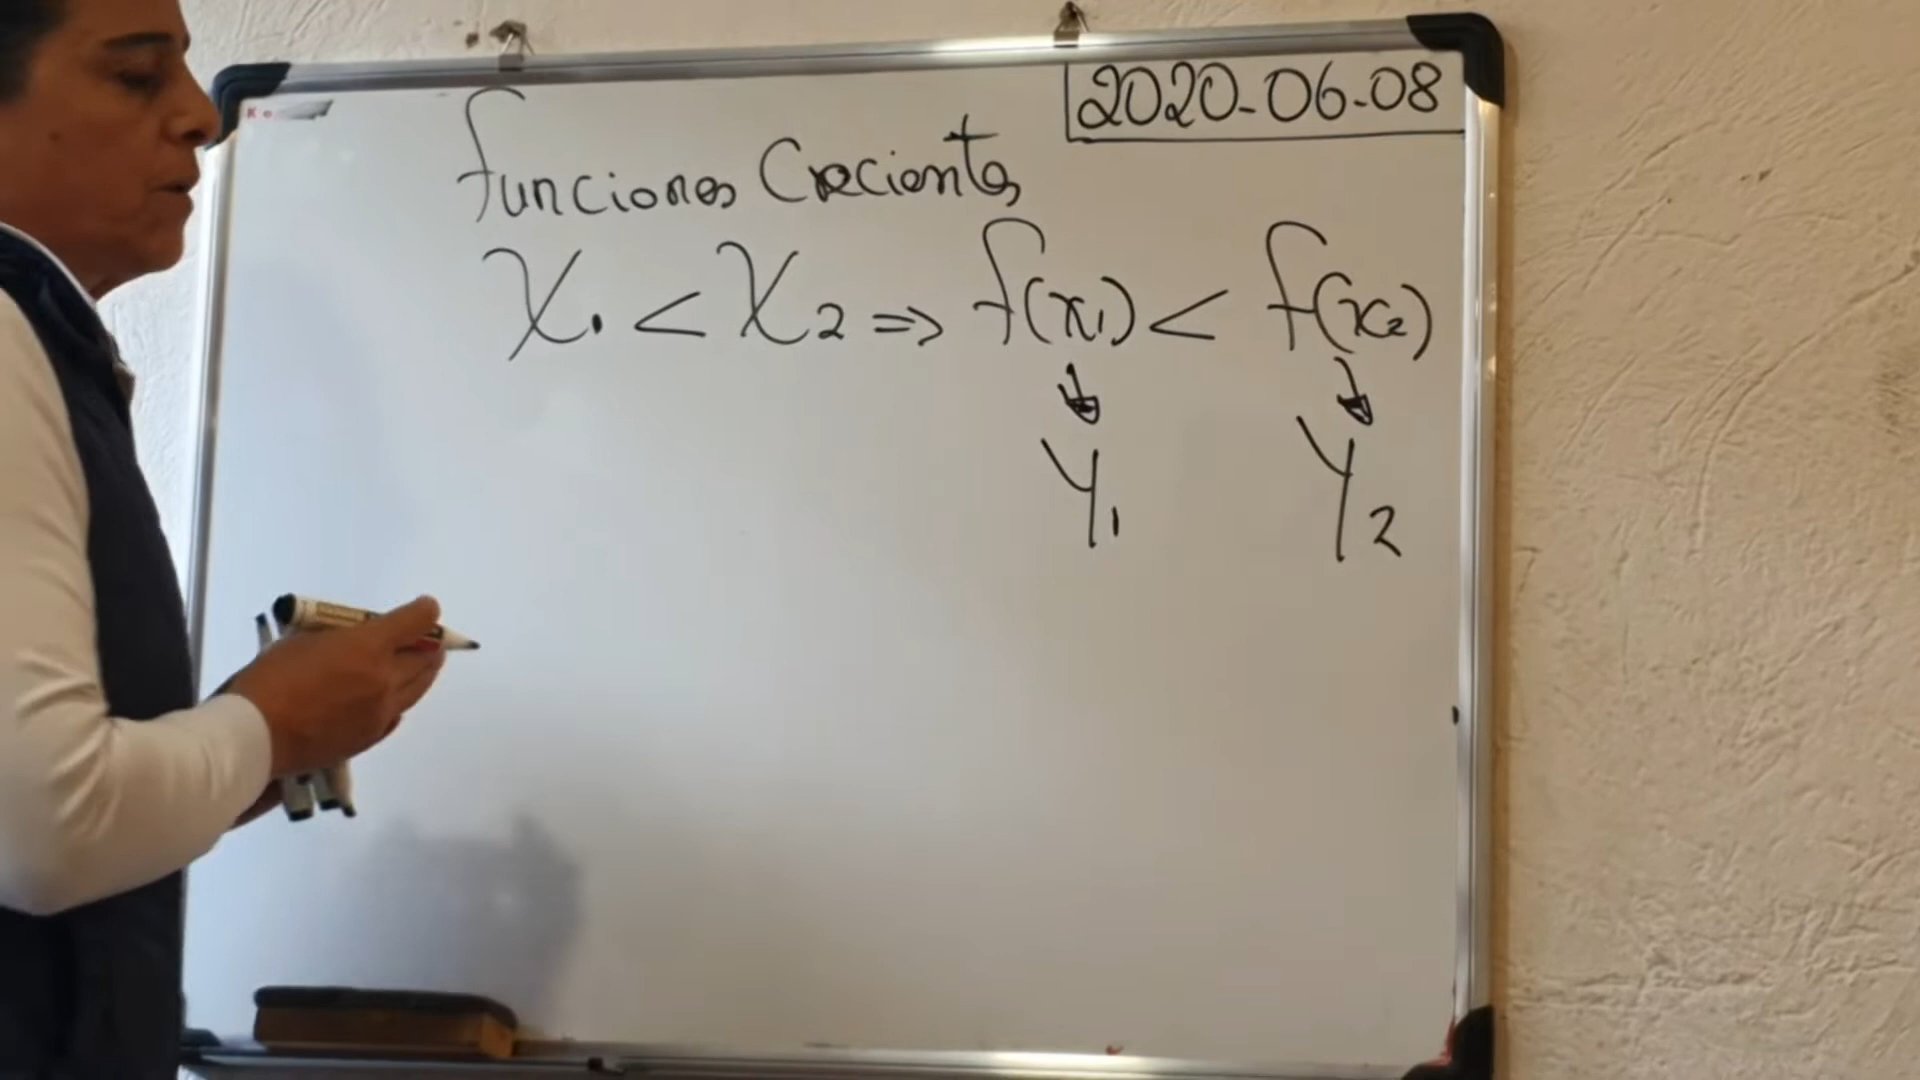 2020-06-08
funciones Crecientes
X1 < X2 => f(x1) < f(x2)
Y1 Y2